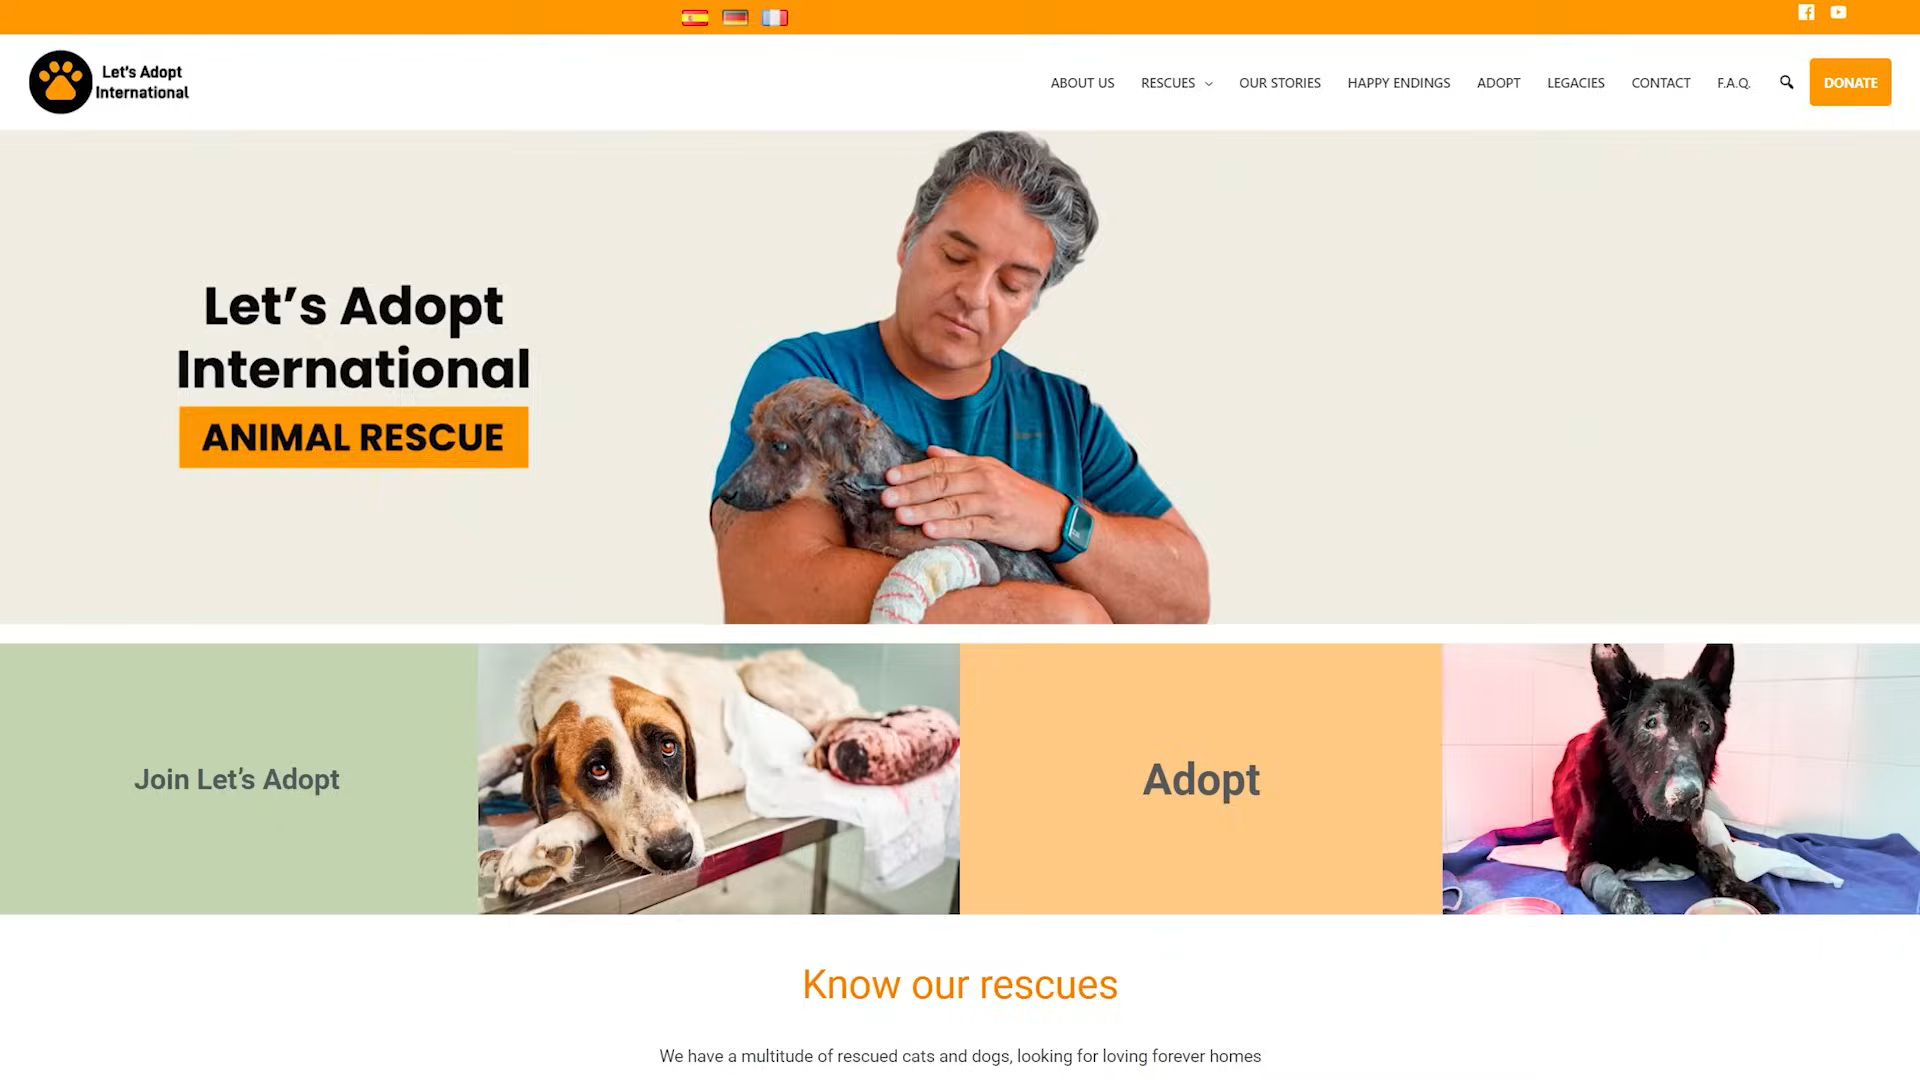 Let's Adopt
International
ABOUT US
RESCUES
OUR STORIES
HAPPY ENDINGS
ADOPT
LEGACIES
CONTACT
F.A.Q.
DONATE
Let’s Adopt
International
ANIMAL RESCUE
Join Let’s Adopt
Adopt
Know our rescues
We have a multitude of rescued cats and dogs, looking for loving forever homes